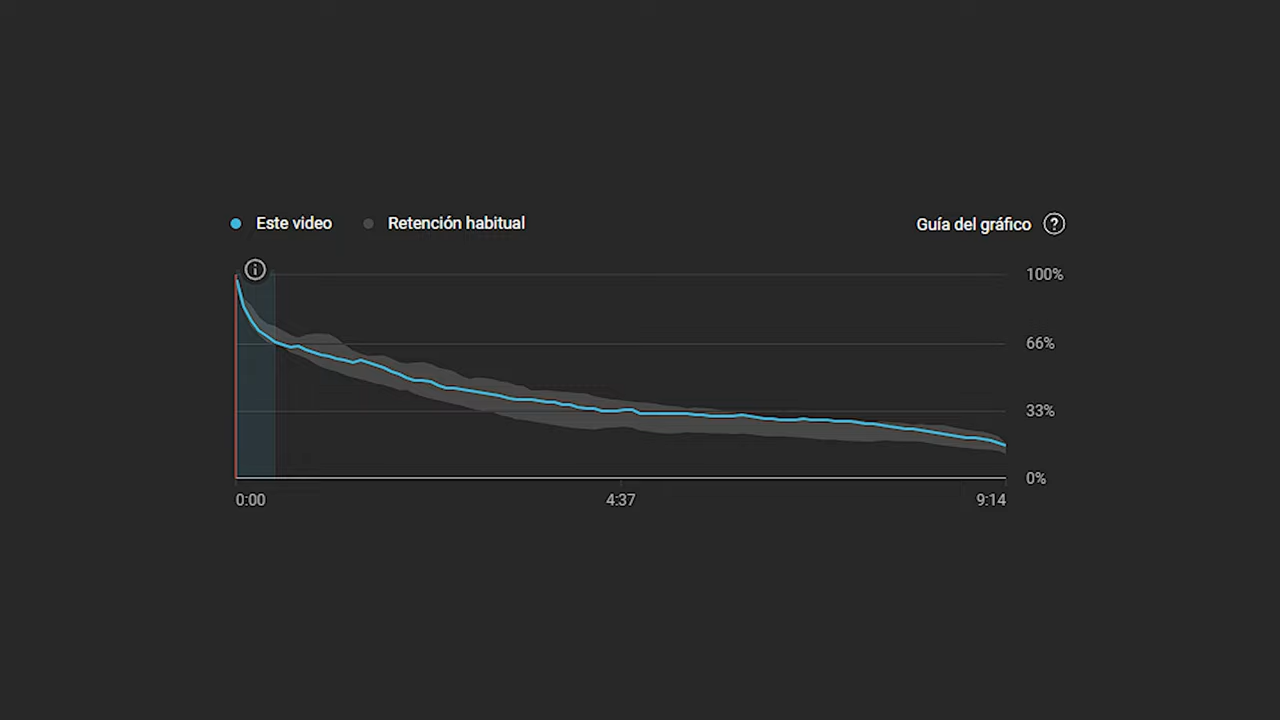 Este video
Retención habitual
Guía del gráfico ?
100%
66%
33%
0%
0:00
4:37
9:14